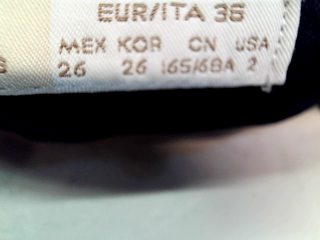 EUR/ITA 36
MEX KOR CN USA
26 26 165/68A 2